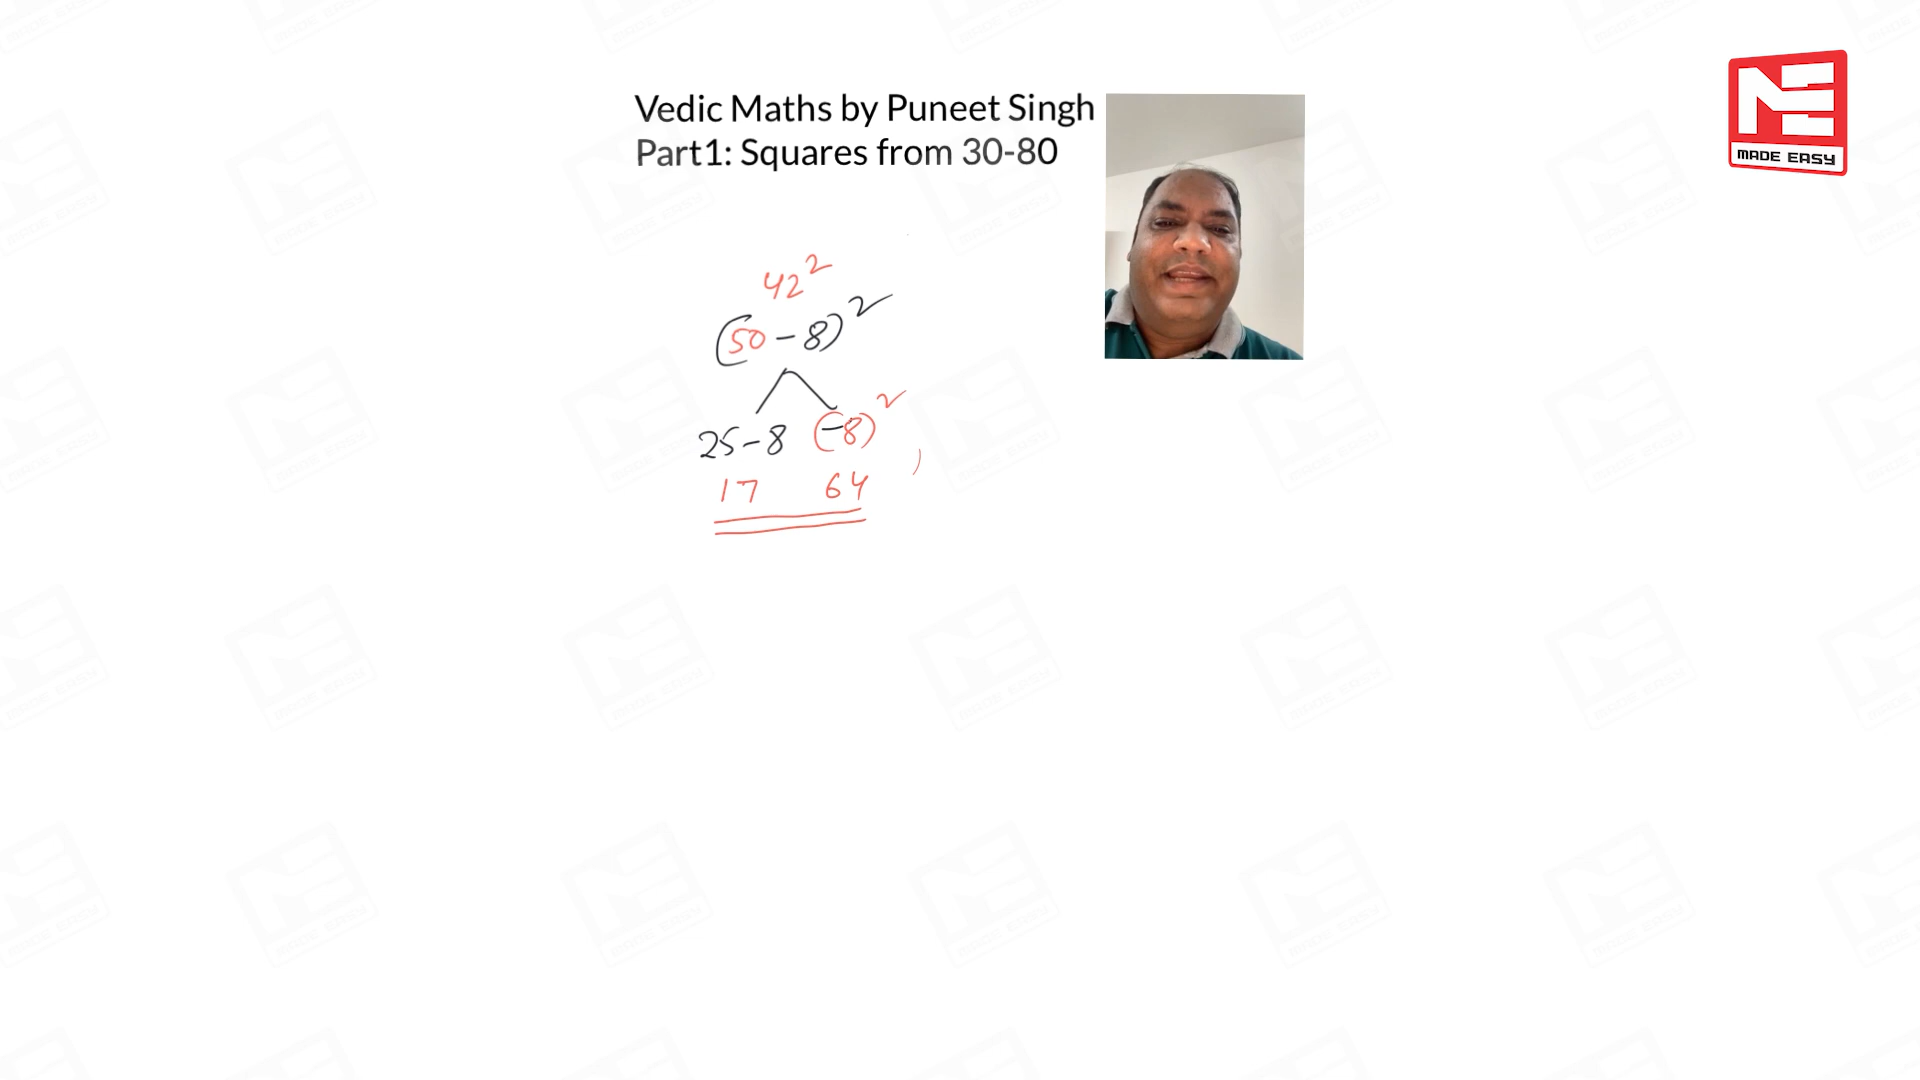 Vedic Maths by Puneet Singh
Part1: Squares from 30-80
MADE EASY
42²
(50-8)²
25-8 (-8)²
17 64